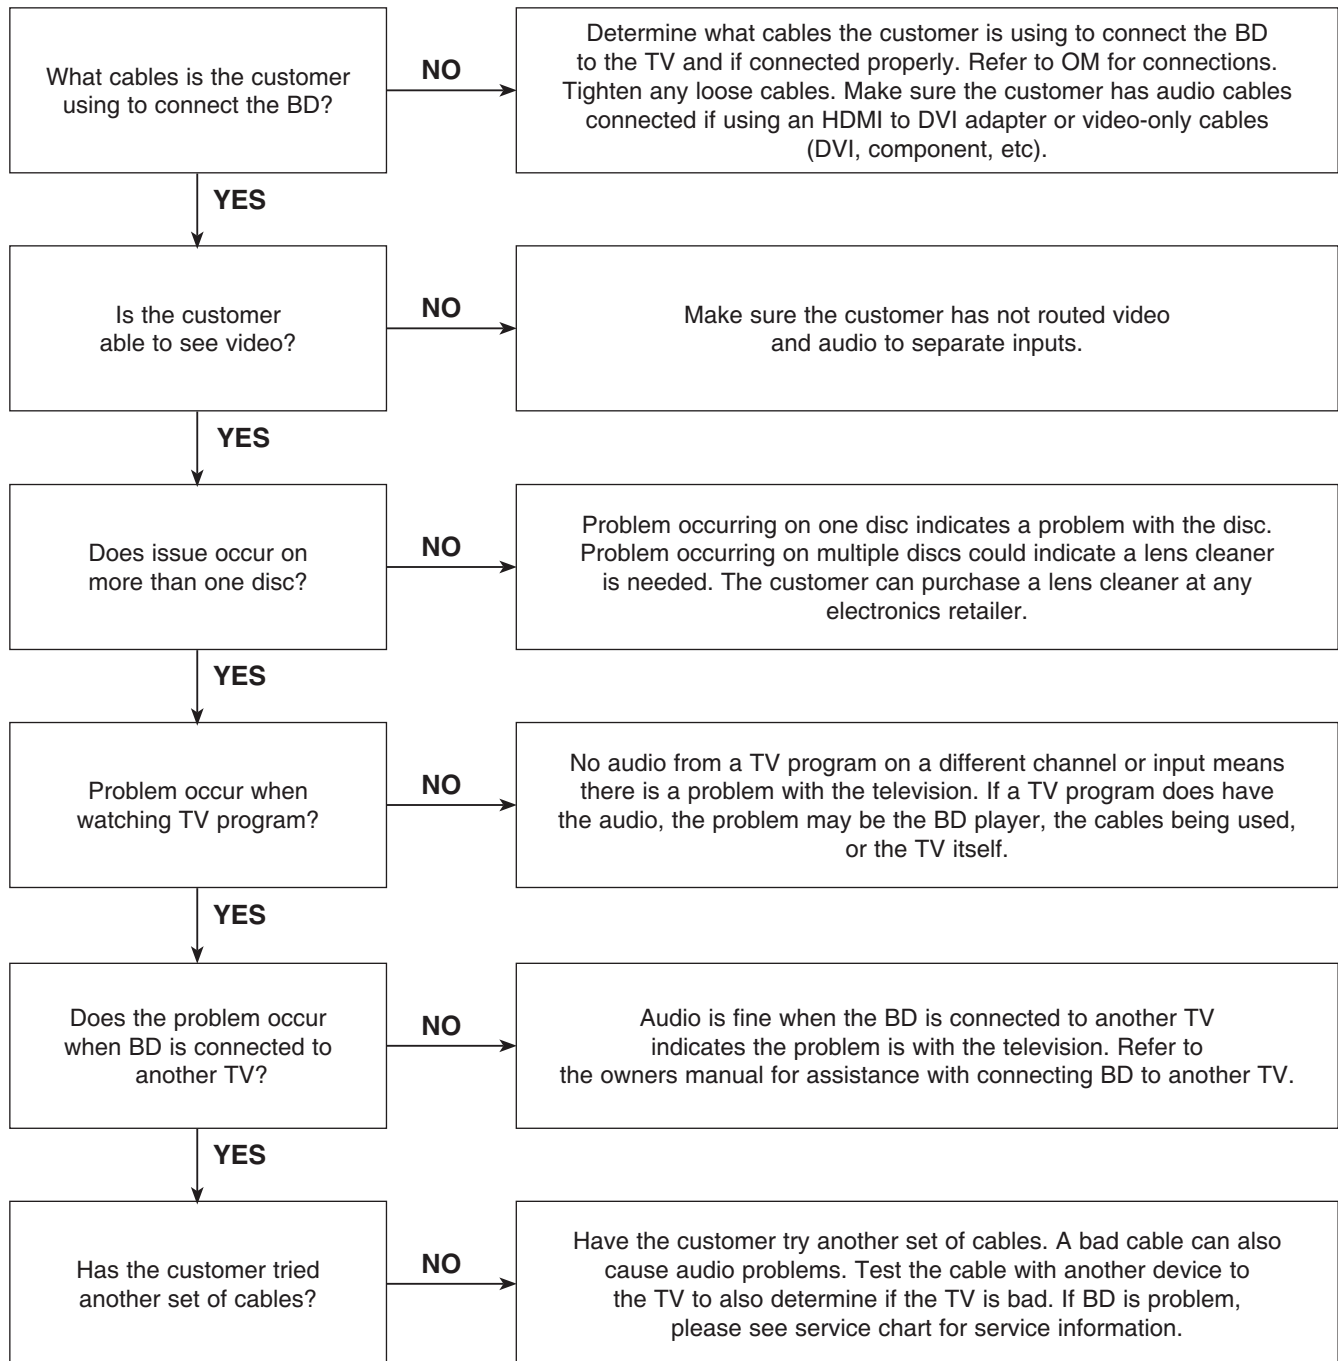 What cables is the customer
using to connect the BD?
NO
Determine what cables the customer is using to connect the BD
to the TV and if connected properly. Refer to OM for connections.
Tighten any loose cables. Make sure the customer has audio cables
connected if using an HDMI to DVI adapter or video-only cables
(DVI, component, etc).
YES
Is the customer
able to see video?
NO
Make sure the customer has not routed video
and audio to separate inputs.
YES
Does issue occur on
more than one disc?
NO
Problem occurring on one disc indicates a problem with the disc.
Problem occurring on multiple discs could indicate a lens cleaner
is needed. The customer can purchase a lens cleaner at any
electronics retailer.
YES
Problem occur when
watching TV program?
NO
No audio from a TV program on a different channel or input means
there is a problem with the television. If a TV program does have
the audio, the problem may be the BD player, the cables being used,
or the TV itself.
YES
Does the problem occur
when BD is connected to
another TV?
NO
Audio is fine when the BD is connected to another TV
indicates the problem is with the television. Refer to
the owners manual for assistance with connecting BD to another TV.
YES
Has the customer tried
another set of cables?
NO
Have the customer try another set of cables. A bad cable can also
cause audio problems. Test the cable with another device to
the TV to also determine if the TV is bad. If BD is problem,
please see service chart for service information.